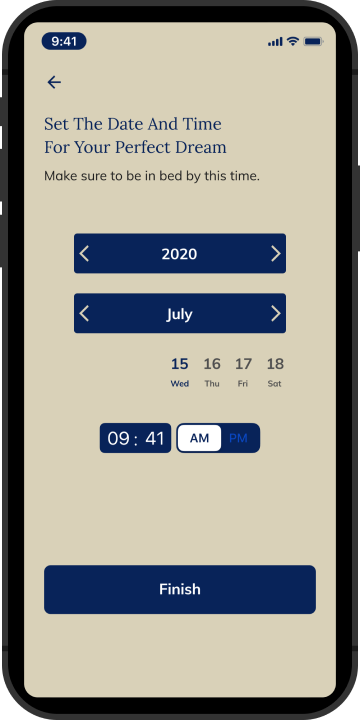 9:41
Set The Date And Time
For Your Perfect Dream
Make sure to be in bed by this time.
2020
July
15 16 17 18
Wed Thu Fri Sat
09 : 41 AM PM
Finish